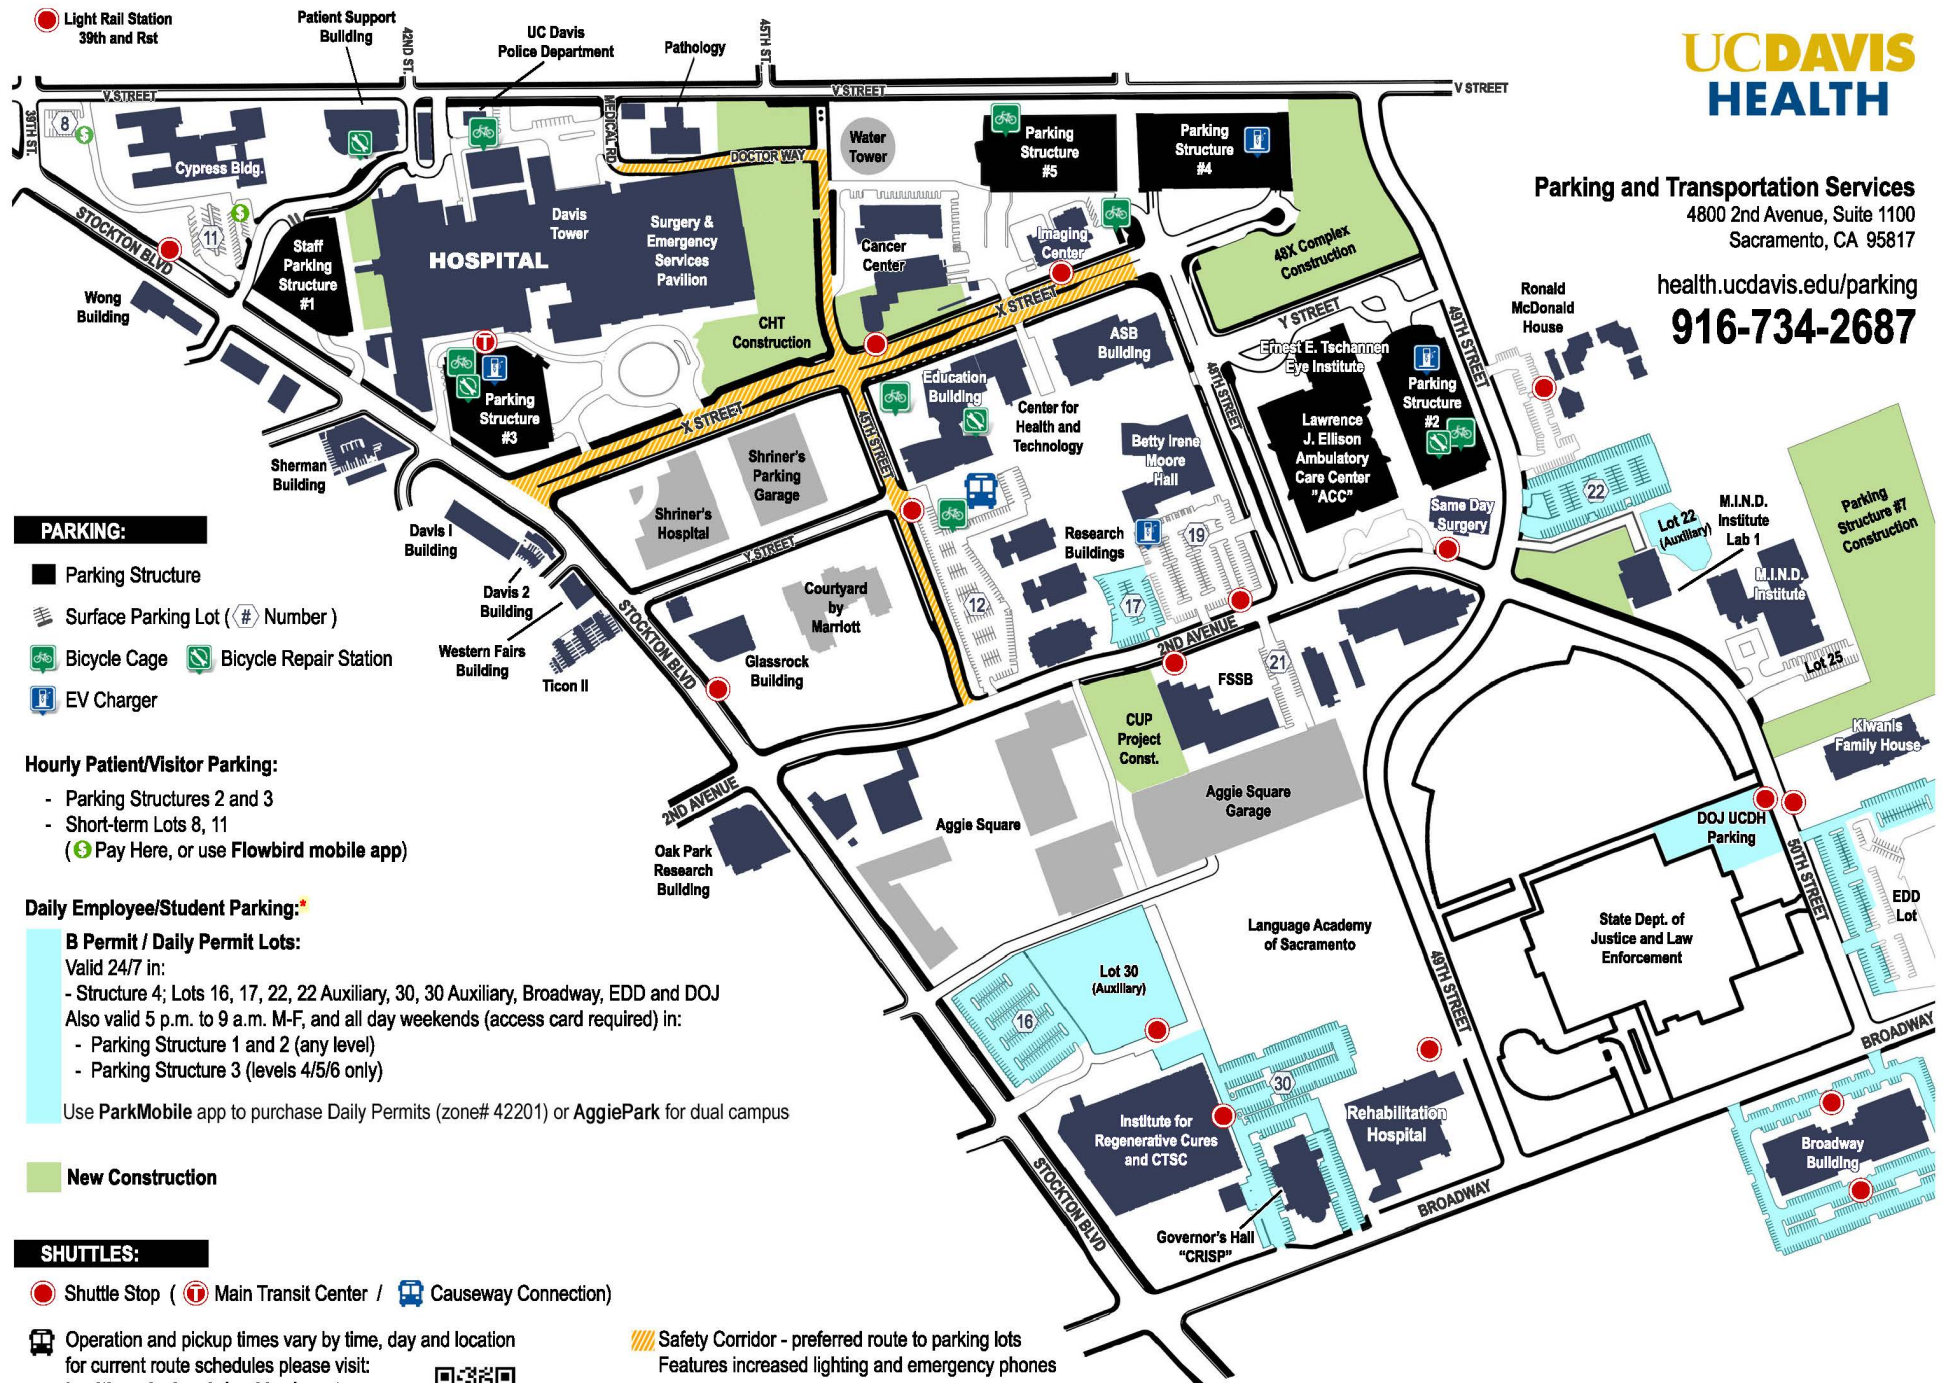 Light Rail Station
39th and Rst
Patient Support
Building
42ND ST.
UC Davis
Police Department
Pathology
45TH ST.
UCDAVIS
HEALTH
V STREET
V STREET
V STREET
39TH ST.
8
$
Cypress Bldg.
MEDICAL RD
DOCTOR WAY
Water
Tower
Parking
Structure
#5
Parking
Structure
#4
Parking and Transportation Services
4800 2nd Avenue, Suite 1100
Sacramento, CA 95817
health.ucdavis.edu/parking
916-734-2687
STOCKTON BLVD
11
$
Staff
Parking
Structure
#1
HOSPITAL
Davis
Tower
Surgery &
Emergency
Services
Pavilion
Cancer
Center
Imaging
Center
48X Complex
Construction
Wong
Building
CHT
Construction
X STREET
ASB
Building
Y STREET
49TH STREET
Ronald
McDonald
House
T
Parking
Structure
#3
X STREET
45TH STREET
Education
Building
Center for
Health and
Technology
48TH STREET
Ernest E. Tschannen
Eye Institute
Lawrence
J. Ellison
Ambulatory
Care Center
"ACC"
Parking
Structure
#2
Sherman
Building
Shriner's
Parking
Garage
Shriner's
Hospital
Betty Irene
Moore
Hall
Same Day
Surgery
22
Lot 22
(Auxiliary)
M.I.N.D.
Institute
Lab 1
Parking
Structure #7
Construction
Davis I
Building
Y STREET
Research
Buildings
19
M.I.N.D.
Institute
Davis 2
Building
Courtyard
by
Marriott
12
17
2ND AVENUE
Western Fairs
Building
Ticon II
STOCKTON BLVD
Glassrock
Building
FSSB
21
Lot 25
PARKING:
Parking Structure
Surface Parking Lot ( # Number )
Bicycle Cage
Bicycle Repair Station
EV Charger
CUP
Project
Const.
Kiwanis
Family House
Hourly Patient/Visitor Parking:
- Parking Structures 2 and 3
- Short-term Lots 8, 11
( $ Pay Here, or use Flowbird mobile app)
2ND AVENUE
Oak Park
Research
Building
Aggie Square
Aggie Square
Garage
DOJ UCDH
Parking
50TH STREET
EDD
Lot
Daily Employee/Student Parking:*
B Permit / Daily Permit Lots:
Valid 24/7 in:
- Structure 4; Lots 16, 17, 22, 22 Auxiliary, 30, 30 Auxiliary, Broadway, EDD and DOJ
Also valid 5 p.m. to 9 a.m. M-F, and all day weekends (access card required) in:
- Parking Structure 1 and 2 (any level)
- Parking Structure 3 (levels 4/5/6 only)
Use ParkMobile app to purchase Daily Permits (zone# 42201) or AggiePark for dual campus
Language Academy
of Sacramento
State Dept. of
Justice and Law
Enforcement
Lot 30
(Auxiliary)
16
49TH STREET
BROADWAY
30
Institute for
Regenerative Cures
and CTSC
Rehabilitation
Hospital
Broadway
Building
New Construction
STOCKTON BLVD
BROADWAY
Governor's Hall
"CRISP"
SHUTTLES:
Shuttle Stop ( T Main Transit Center / Causeway Connection)
Operation and pickup times vary by time, day and location
for current route schedules please visit:
Safety Corridor - preferred route to parking lots
Features increased lighting and emergency phones